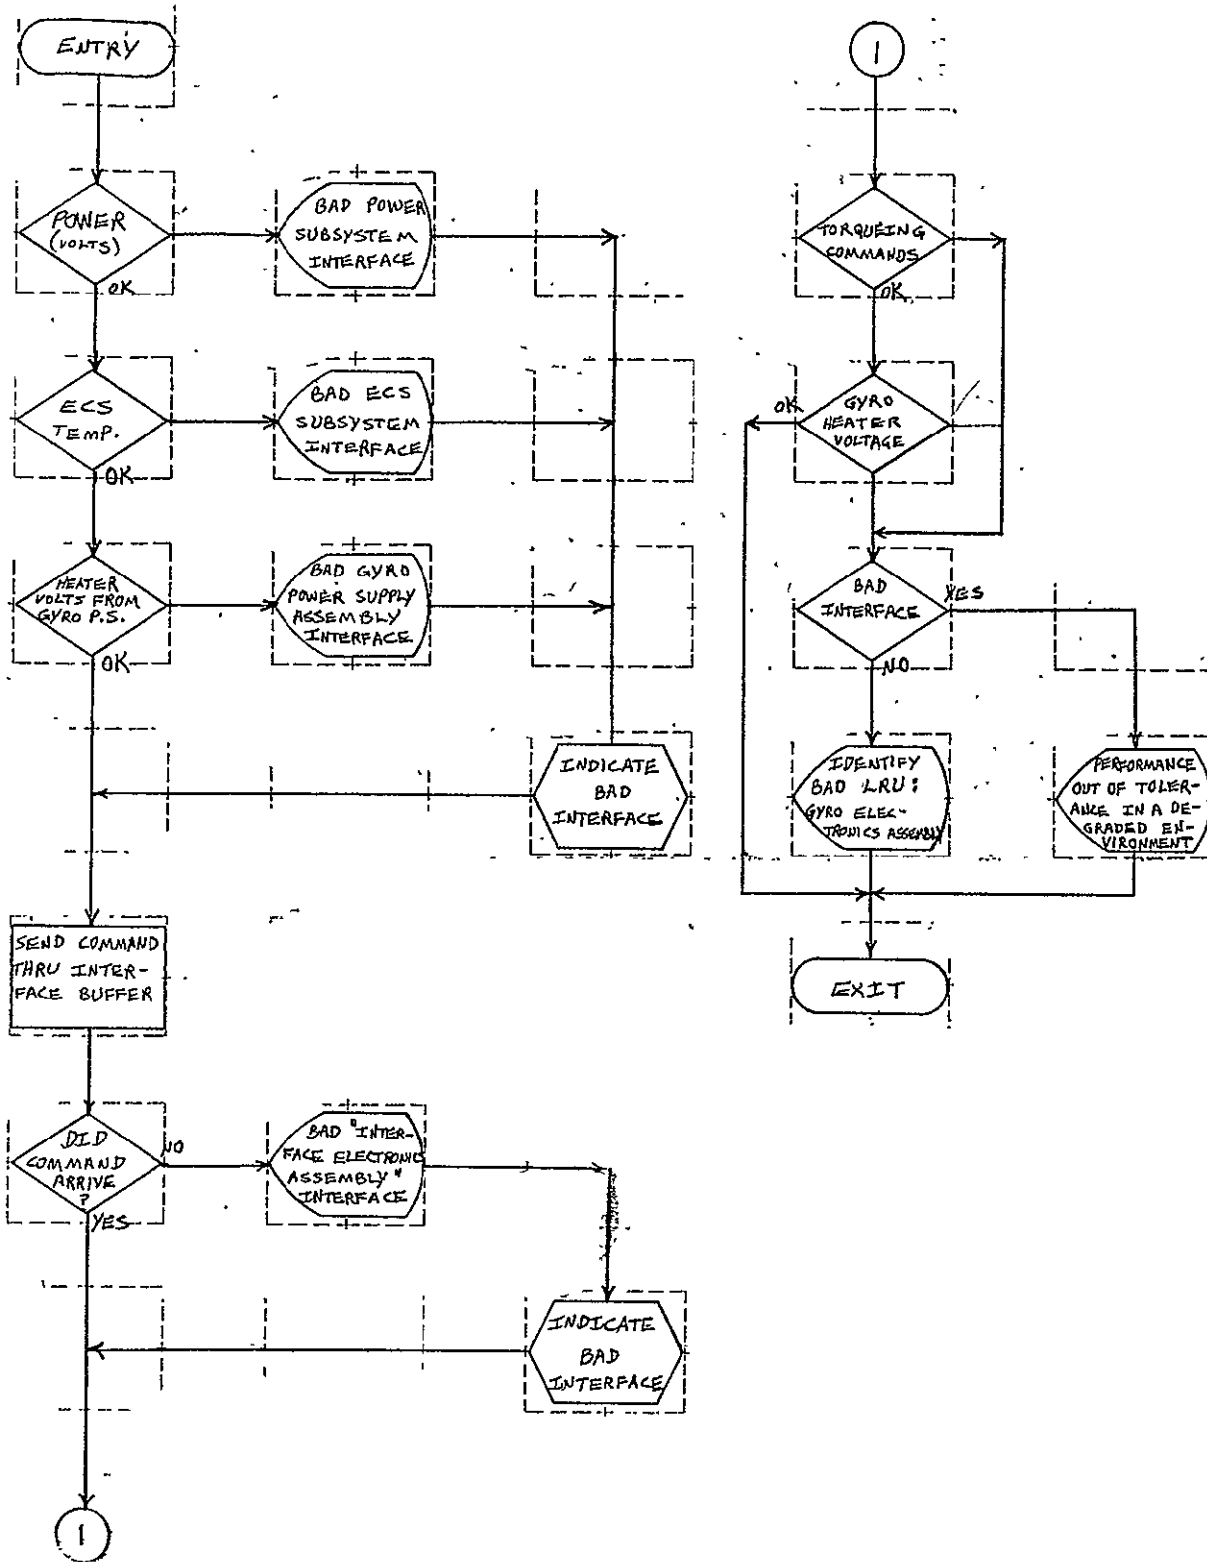 ENTRY
POWER
(VOLTS)
OK
BAD POWER
SUBSYSTEM
INTERFACE
ECS
TEMP.
OK
BAD ECS
SUBSYSTEM
INTERFACE
HEATER
VOLTS FROM
GYRO P.S.
OK
BAD GYRO
POWER SUPPLY
ASSEMBLY
INTERFACE
INDICATE
BAD
INTERFACE
SEND COMMAND
THRU INTER-
FACE BUFFER
DID
COMMAND
ARRIVE
?
NO
YES
BAD "INTER-
FACE ELECTRONICS
ASSEMBLY"
INTERFACE
INDICATE
BAD
INTERFACE
1
1
TORQUEING
COMMANDS
OK
GYRO
HEATER
VOLTAGE
OK
BAD
INTERFACE
YES
NO
IDENTIFY
BAD LRU:
GYRO ELEC-
TRONICS ASSEMBLY
PERFORMANCE
OUT OF TOLER-
ANCE IN A DE-
GRADED EN-
VIRONMENT
EXIT